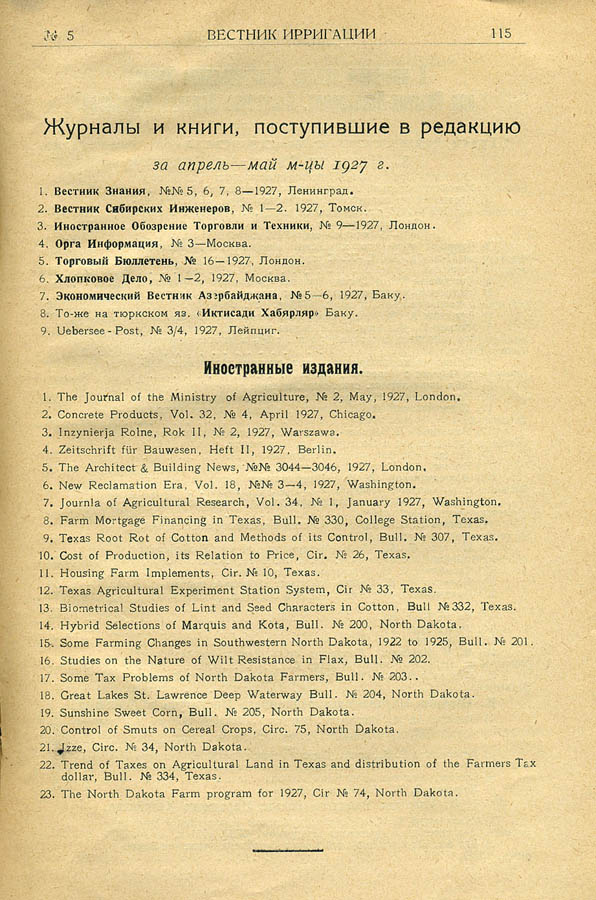 № 5 ВЕСТНИК ИРРИГАЦИИ 115
Журналы и книги, поступившие в редакцию
за апрель—май м-цы 1927 г.
1. Вестник Знания, №№ 5, 6, 7, 8—1927, Ленинград.
2. Вестник Сибирских Инженеров, № 1—2. 1927, Томск.
3. Иностранное Обозрение Торговли и Техники, № 9—1927, Лондон.
4. Орга Информация, № 3—Москва.
5. Торговый Бюллетень, № 16—1927, Лондон.
6. Хлопковое Дело, № 1—2, 1927, Москва.
7. Экономический Вестник Азербайджана, № 5—6, 1927, Баку.
8. То-же на тюркском яз. «Иктисади Хабярляр» Баку.
9. Uebersee-Post, № 3/4, 1927, Лейпциг.
Иностранные издания.
1. The Journal of the Ministry of Agriculture, № 2, May, 1927, London.
2. Concrete Products, Vol. 32, № 4, April 1927, Chicago.
3. Inzynierja Rolne, Rok II, № 2, 1927, Warszawa.
4. Zeitschrift für Bauwesen, Heft II, 1927, Berlin.
5. The Architect & Building News, №№ 3044—3046, 1927, London.
6. New Reclamation Era, Vol. 18, №№ 3—4, 1927, Washington.
7. Journla of Agricultural Research, Vol. 34, № 1, January 1927, Washington.
8. Farm Mortgage Financing in Texas, Bull. № 330, College Station, Texas.
9. Texas Root Rot of Cotton and Methods of its Control, Bull. № 307, Texas.
10. Cost of Production, its Relation to Price, Cir. № 26, Texas.
11. Housing Farm Implements, Cir. № 10, Texas.
12. Texas Agricultural Experiment Station System, Cir № 33, Texas.
13. Biometrical Studies of Lint and Seed Characters in Cotton, Bull № 332, Texas.
14. Hybrid Selections of Marquis and Kota, Bull. № 200, North Dakota.
15. Some Farming Changes in Southwestern North Dakota, 1922 to 1925, Bull. № 201.
16. Studies on the Nature of Wilt Resistance in Flax, Bull. № 202.
17. Some Tax Problems of North Dakota Farmers, Bull. № 203..
18. Great Lakes St. Lawrence Deep Waterway Bull. № 204, North Dakota.
19. Sunshine Sweet Corn, Bull. № 205, North Dakota.
20. Control of Smuts on Cereal Crops, Circ. 75, North Dakota.
21. Jzze, Circ. № 34, North Dakota.
22. Trend of Taxes on Agricultural Land in Texas and distribution of the Farmers Tax
dollar, Bull. № 334, Texas.
23. The North Dakota Farm program for 1927, Cir № 74, North Dakota.